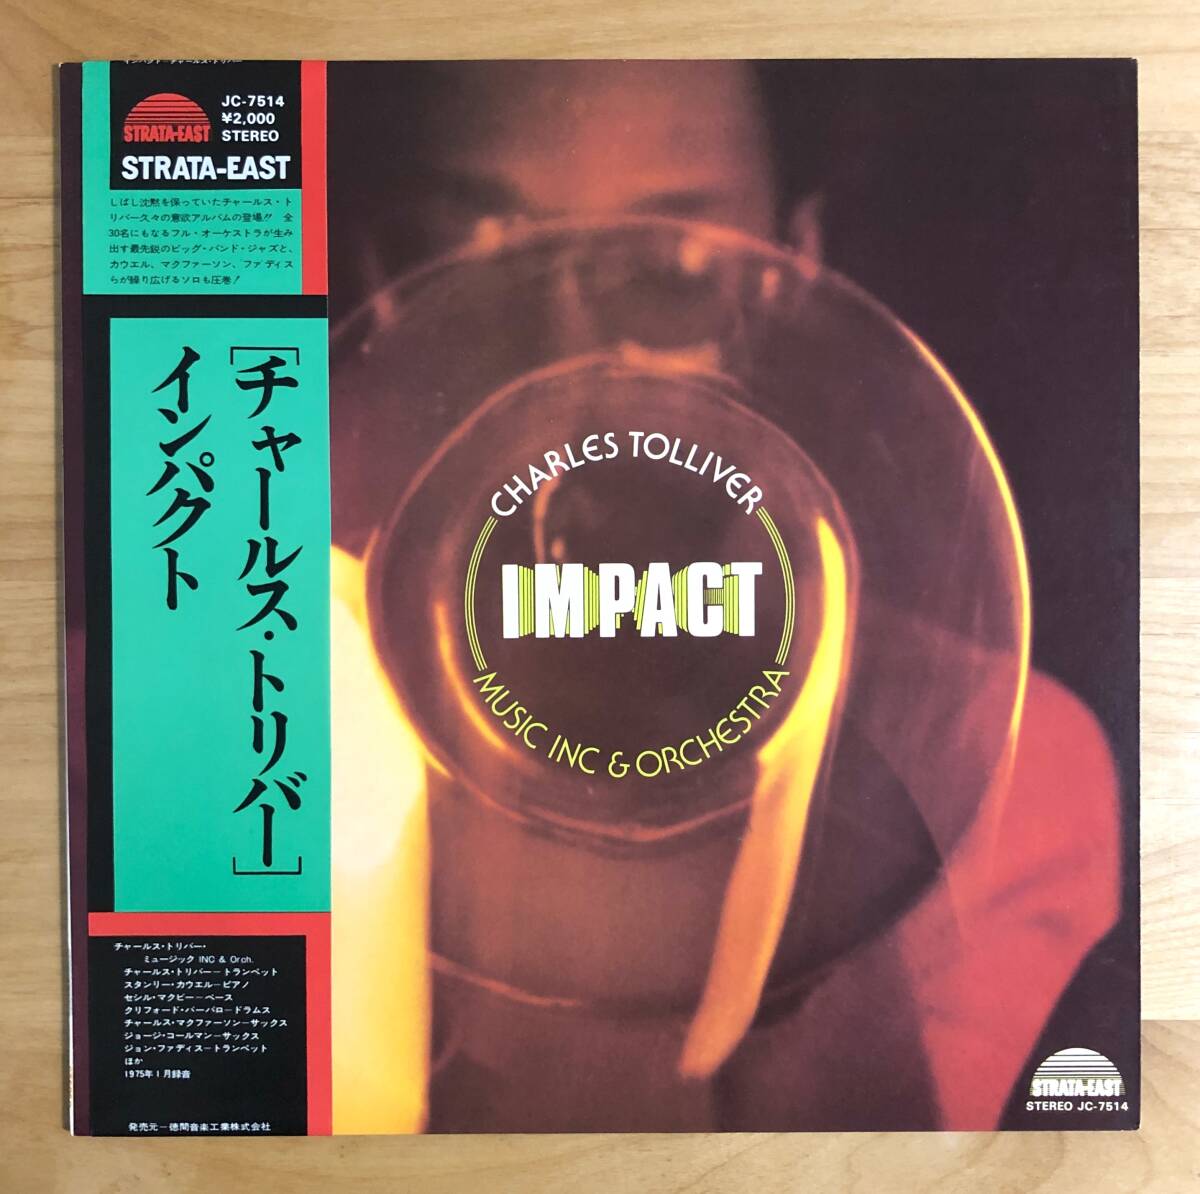 インパクト－チャールス・トリバー
STRATA-EAST
JC-7514
¥2,000
STEREO
STRATA-EAST
しばし沈黙を保っていたチャールス・ト
リバー久々の意欲アルバムの登場!! 全
30名にもなるフル・オーケストラが生み
出す最先鋭のビッグ・バンド・ジャズと、
カウエル、マクファーソン、ファディス
らが繰り広げるソロも圧巻!
[チャールス・トリバー]
インパクト
チャールス・トリバー・
ミュージック INC & Orch.
チャールス・トリバー－トランペット
スタンリー・カウエル－ピアノ
セシル・マクビー－ベース
クリフォード・バーバロ－ドラムス
チャールス・マクファーソン－サックス
ジョージ・コールマン－サックス
ジョン・ファディス－トランペット
ほか
1975年1月録音
発売元－徳間音楽工業株式会社
CHARLES TOLLIVER
IMPACT
MUSIC INC & ORCHESTRA
STRATA-EAST
STEREO JC-7514